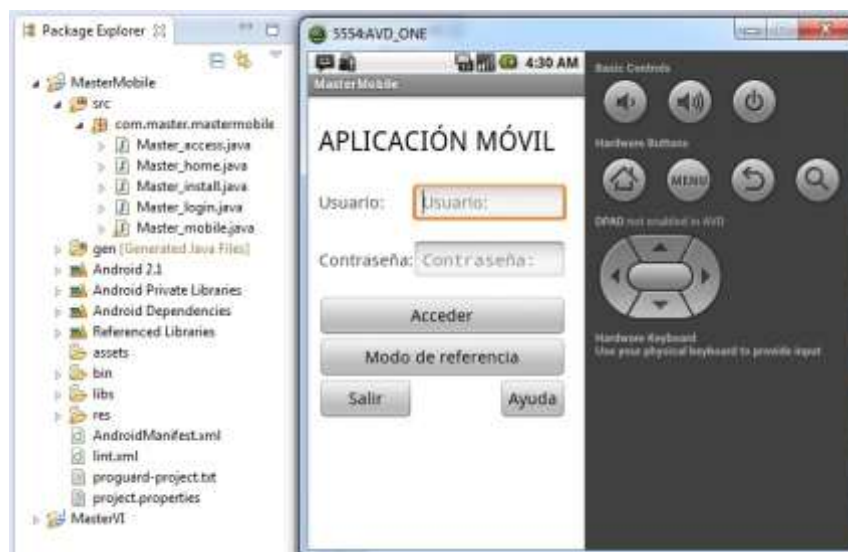 Package Explorer
MasterMobile
src
com.master.mastermobile
Master_access.java
Master_home.java
Master_install.java
Master_login.java
Master_mobile.java
gen [Generated Java Files]
Android 2.1
Android Private Libraries
Android Dependencies
Referenced Libraries
assets
bin
libs
res
AndroidManifest.xml
lint.xml
proguard-project.txt
project.properties
MasterVI
5554:AVD_ONE
4:30 AM
MasterMobile
APLICACIÓN MÓVIL
Usuario:
Usuario:
Contraseña:
Contraseña:
Acceder
Modo de referencia
Salir
Ayuda
Basic Controls
Hardware Buttons
MENU
DPAD not enabled in AVD
Hardware Keyboard
Use your physical keyboard to provide input